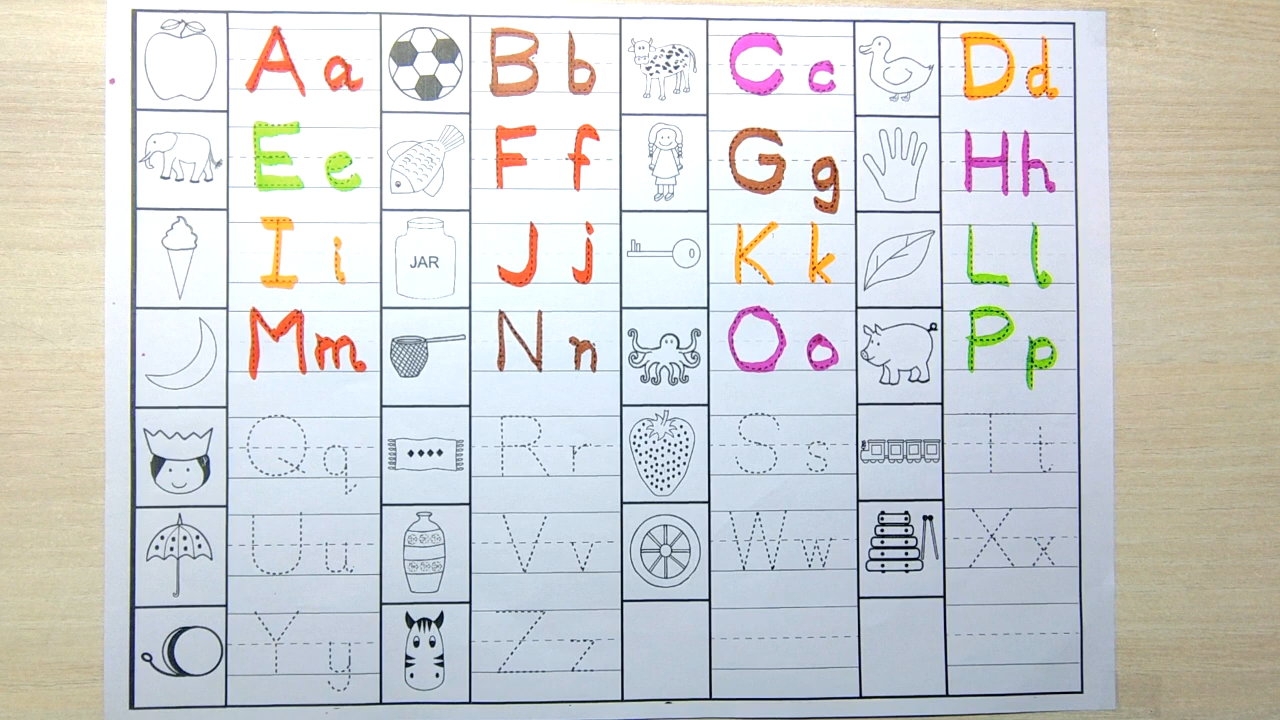 Aa Bb Cc Dd
Ee Ff Gg Hh
Ii JAR Jj Kk Ll
Mm Nn Oo Pp
Qq Rr Ss Tt
Uu Vv Ww Xx
Yy Zz